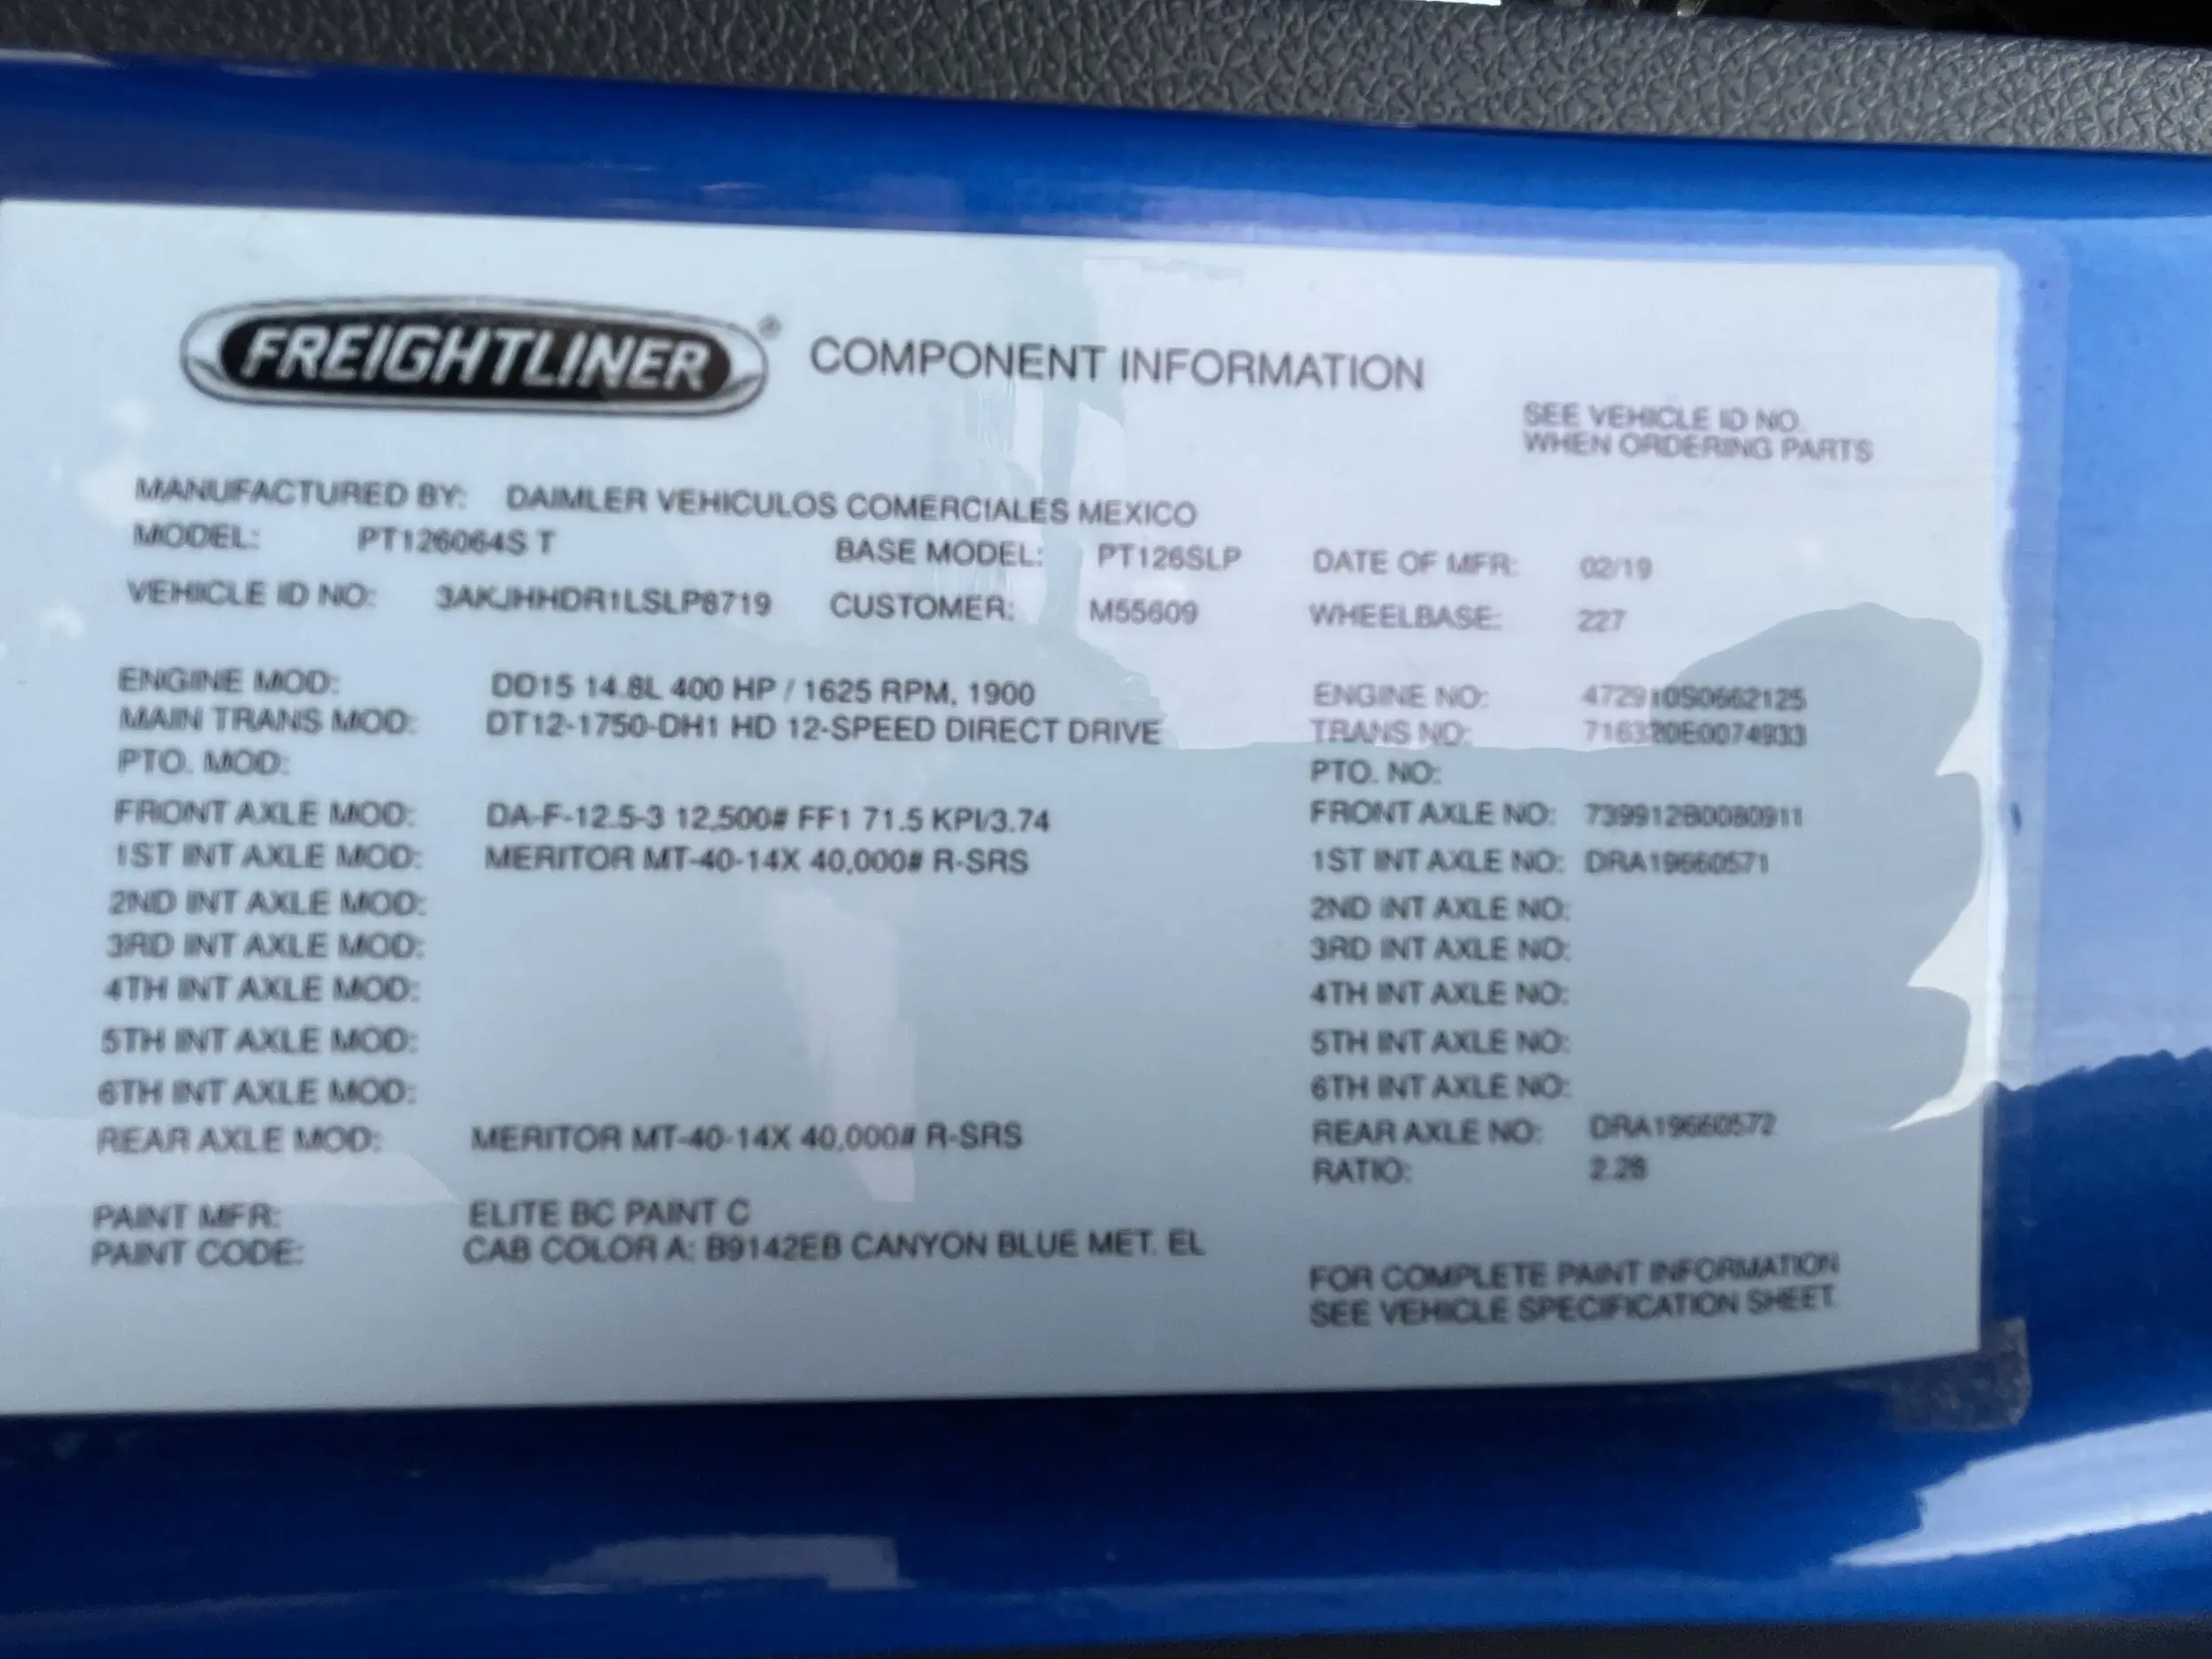 FREIGHTLINER® COMPONENT INFORMATION
SEE VEHICLE ID NO.
WHEN ORDERING PARTS
MANUFACTURED BY: DAIMLER VEHICULOS COMERCIALES MEXICO
MODEL: PT126064S T BASE MODEL: PT126SLP DATE OF MFR: 02/19
VEHICLE ID NO: 3AKJHHDR1LSLP8719 CUSTOMER: M55609 WHEELBASE: 227
ENGINE MOD: DD15 14.8L 400 HP / 1625 RPM, 1900 ENGINE NO: 472910S0662125
MAIN TRANS MOD: DT12-1750-DH1 HD 12-SPEED DIRECT DRIVE TRANS NO: 716320E0074933
PTO. MOD: PTO. NO:
FRONT AXLE MOD: DA-F-12.5-3 12,500# FF1 71.5 KPI/3.74 FRONT AXLE NO: 739912B0080911
1ST INT AXLE MOD: MERITOR MT-40-14X 40,000# R-SRS 1ST INT AXLE NO: DRA19660571
2ND INT AXLE MOD: 2ND INT AXLE NO:
3RD INT AXLE MOD: 3RD INT AXLE NO:
4TH INT AXLE MOD: 4TH INT AXLE NO:
5TH INT AXLE MOD: 5TH INT AXLE NO:
6TH INT AXLE MOD: 6TH INT AXLE NO:
REAR AXLE MOD: MERITOR MT-40-14X 40,000# R-SRS REAR AXLE NO: DRA19660572
RATIO: 2.28
PAINT MFR: ELITE BC PAINT C
PAINT CODE: CAB COLOR A: B9142EB CANYON BLUE MET. EL
FOR COMPLETE PAINT INFORMATION
SEE VEHICLE SPECIFICATION SHEET.